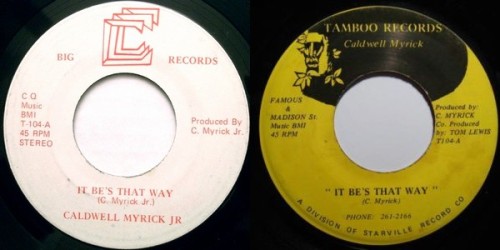 BIG
RECORDS
C Q
Music
BMI
T-104-A
45 RPM
STEREO
Produced By
C. Myrick Jr.
IT BE'S THAT WAY
(C. Myrick Jr.)
CALDWELL MYRICK JR
TAMBOO RECORDS
Caldwell Myrick
FAMOUS
&
MADISON St.
Music BMI
45 RPM
Produced by:
C. MYRICK
Co. Produced
by: TOM LEWIS
T104-A
" IT BE'S THAT WAY "
(C. Myrick)
PHONE: 261-2166
A DIVISION OF STARVILLE RECORD CO